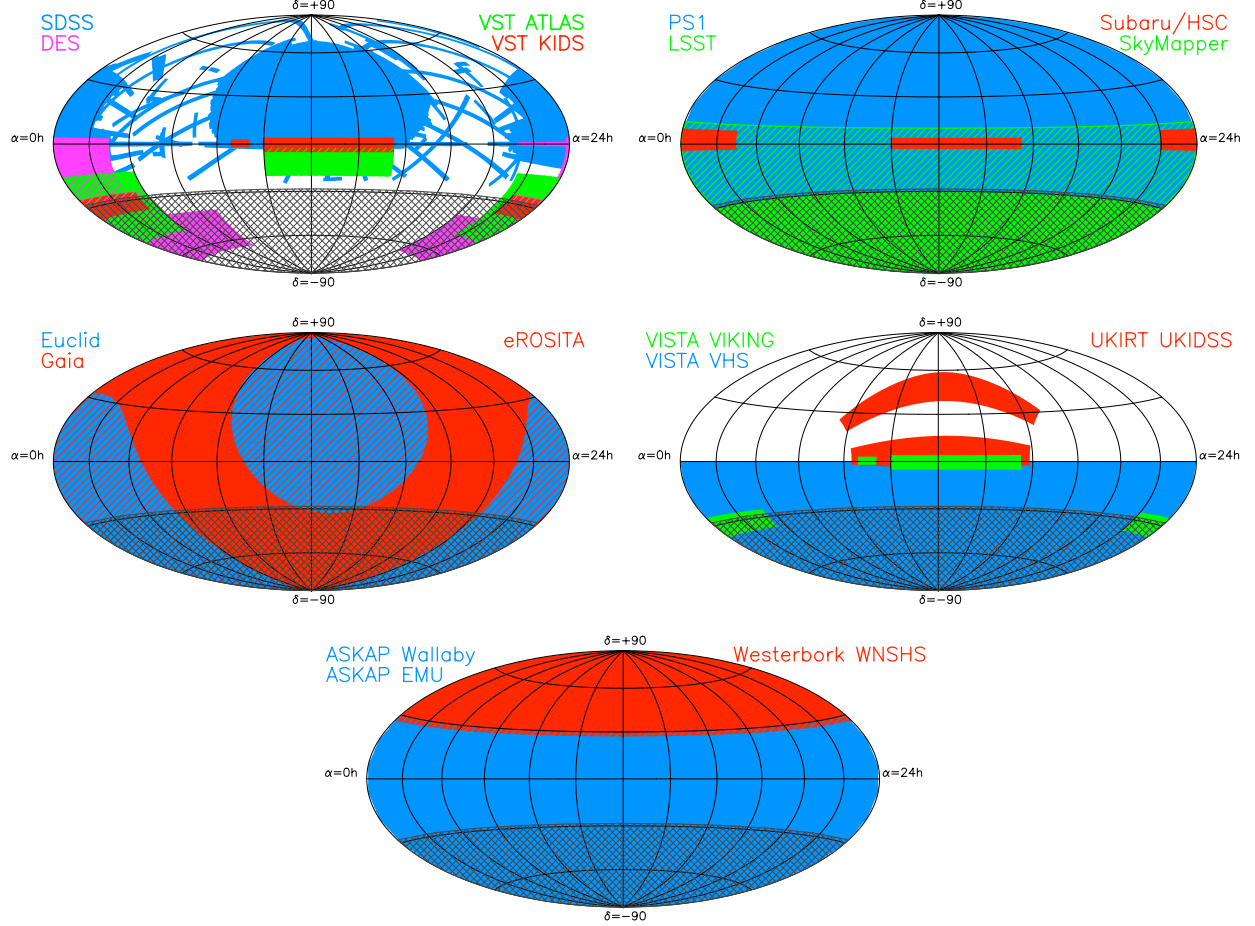 δ=+90
SDSS
DES
VST ATLAS
VST KIDS
α=0h
α=24h
δ=−90
δ=+90
PS1
LSST
Subaru/HSC
SkyMapper
α=0h
α=24h
δ=−90
δ=+90
Euclid
Gaia
eROSITA
α=0h
α=24h
δ=−90
δ=+90
VISTA VIKING
VISTA VHS
UKIRT UKIDSS
α=0h
α=24h
δ=−90
δ=+90
ASKAP Wallaby
ASKAP EMU
Westerbork WNSHS
α=0h
α=24h
δ=−90